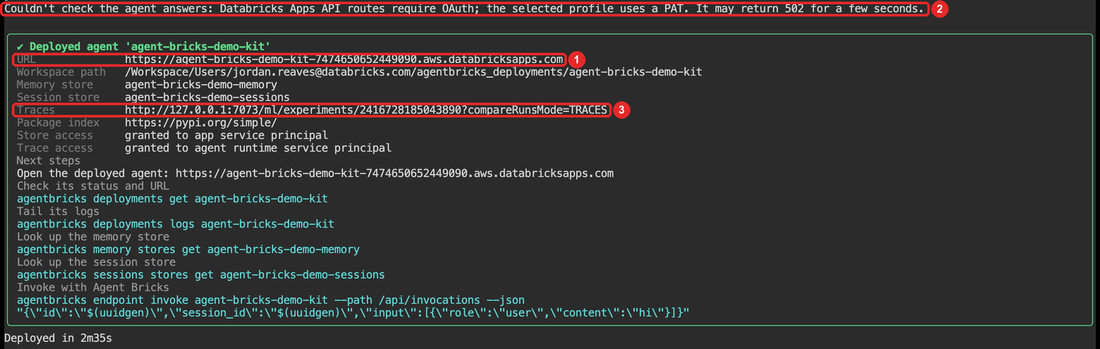 Couldn't check the agent answers: Databricks Apps API routes require OAuth; the selected profile uses a PAT. It may return 502 for a few seconds. 2
✔ Deployed agent 'agent-bricks-demo-kit'
URL https://agent-bricks-demo-kit-7474650652449090.aws.databricksapps.com 1
Workspace path /Workspace/Users/jordan.reaves@databricks.com/agentbricks_deployments/agent-bricks-demo-kit
Memory store agent-bricks-demo-memory
Session store agent-bricks-demo-sessions
Traces http://127.0.0.1:7073/ml/experiments/2416728185043890?compareRunsMode=TRACES 3
Package index https://pypi.org/simple/
Store access granted to app service principal
Trace access granted to agent runtime service principal
Next steps
Open the deployed agent: https://agent-bricks-demo-kit-7474650652449090.aws.databricksapps.com
Check its status and URL
agentbricks deployments get agent-bricks-demo-kit
Tail its logs
agentbricks deployments logs agent-bricks-demo-kit
Look up the memory store
agentbricks memory stores get agent-bricks-demo-memory
Look up the session store
agentbricks sessions stores get agent-bricks-demo-sessions
Invoke with Agent Bricks
agentbricks endpoint invoke agent-bricks-demo-kit --path /api/invocations --json
"{\"id\":\"$(uuidgen)\",\"session_id\":\"$(uuidgen)\",\"input\":[{\"role\":\"user\",\"content\":\"hi\"}]}"
Deployed in 2m35s